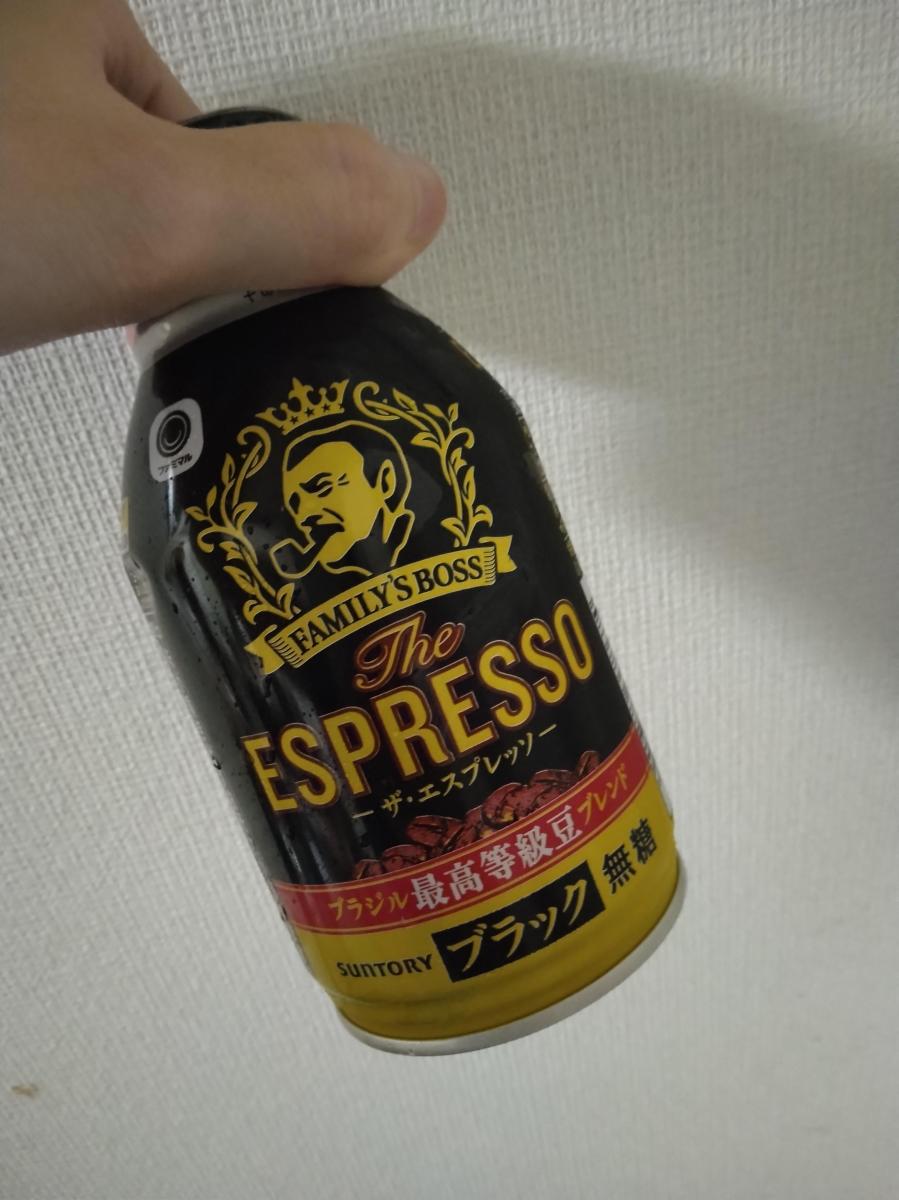 ファミマル
FAMILY'S BOSS
The
ESPRESSO
ー ザ・エスプレッソ ー
ブラジル最高等級豆ブレンド
SUNTORY ブラック 無糖